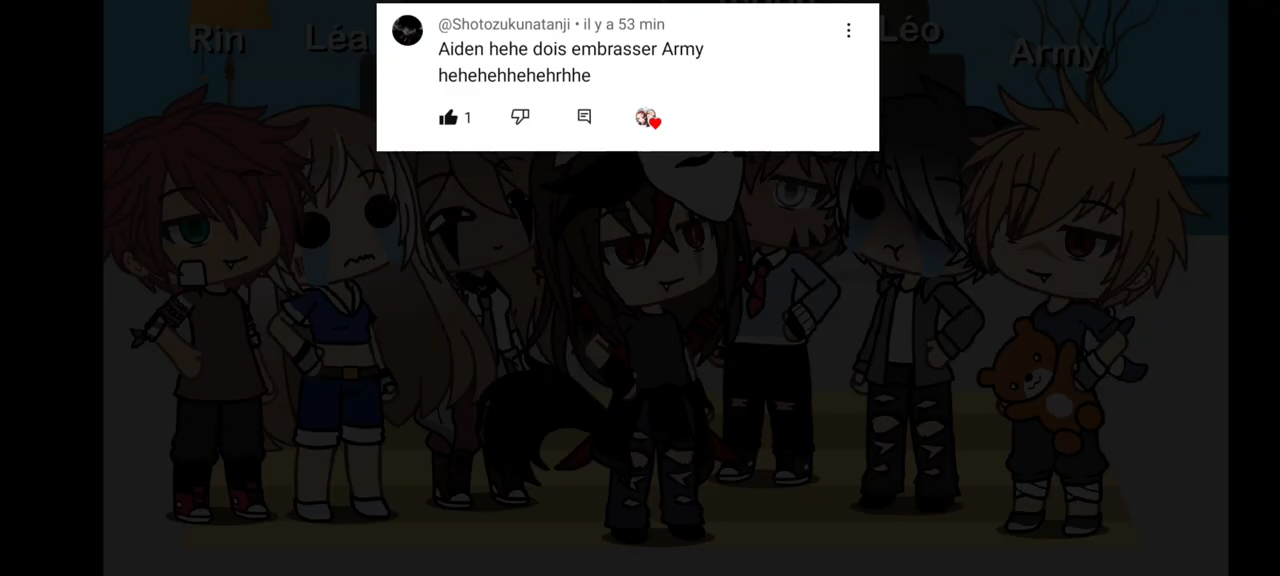 Rin
Léa
Léo
Army
@Shotozukunatanji • il y a 53 min
Aiden hehe dois embrasser Army
hehehehhehehrhhe
1